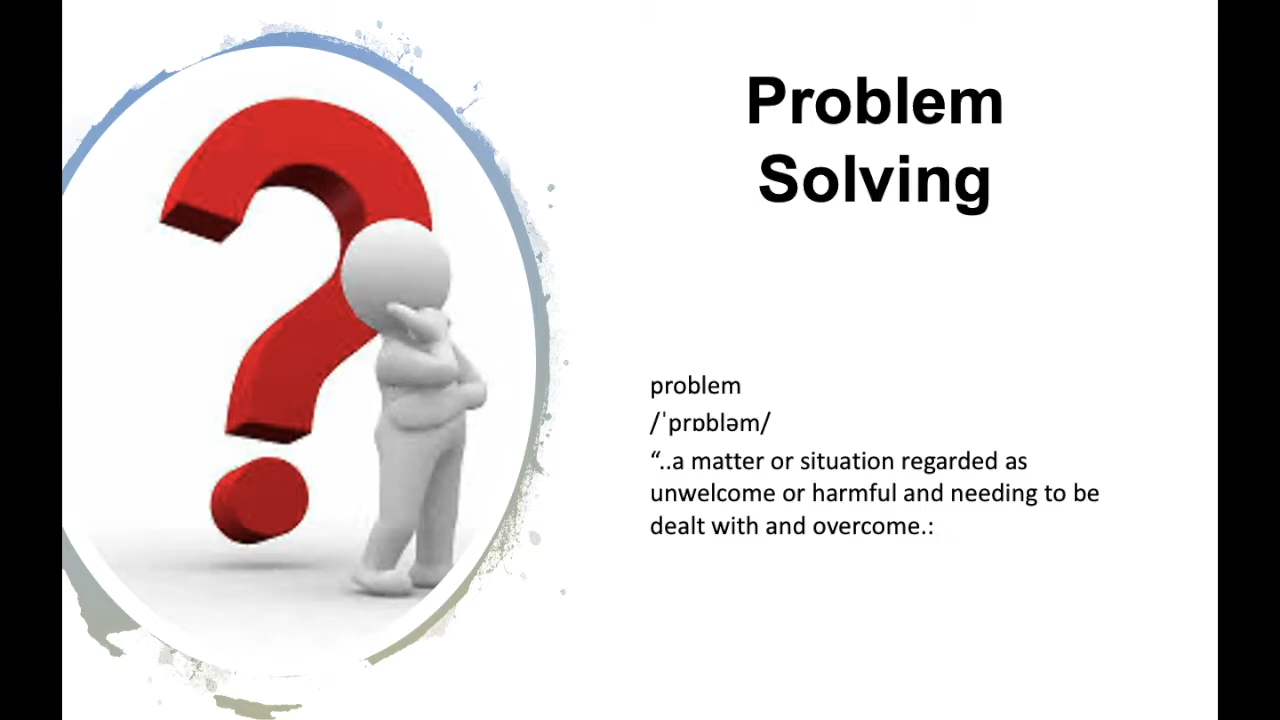 Problem
Solving
problem
/ˈprɒbləm/
“..a matter or situation regarded as
unwelcome or harmful and needing to be
dealt with and overcome.: